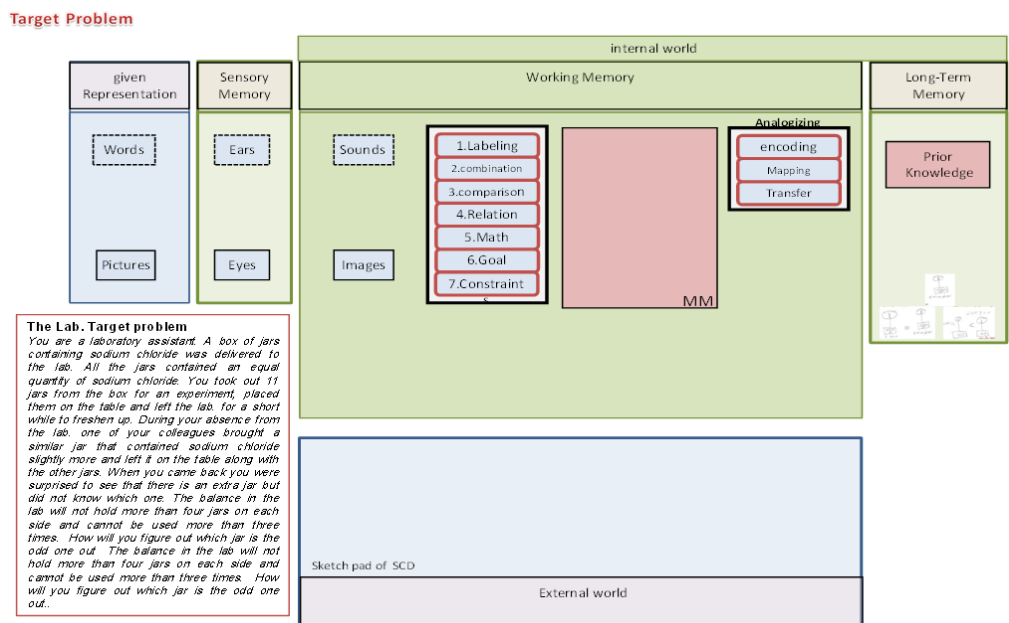 Target Problem
internal world
given
Representation
Sensory
Memory
Working Memory
Long-Term
Memory
Words
Pictures
Ears
Eyes
Sounds
Images
1.Labeling
2.combination
3.comparison
4.Relation
5.Math
6.Goal
7.Constraint
s
MM
Analogizing
encoding
Mapping
Transfer
Prior
Knowledge
The Lab. Target problem
You are a laboratory assistant. A box of jars
containing sodium chloride was delivered to
the lab. All the jars contained an equal
quantity of sodium chloride. You took out 11
jars from the box for an experiment, placed
them on the table and left the lab. for a short
while to freshen up. During your absence from
the lab. one of your colleagues brought a
similar jar that contained sodium chloride
slightly more and left it on the table along with
the other jars. When you came back you were
surprised to see that there is an extra jar but
did not know which one. The balance in the
lab will not hold more than four jars on each
side and cannot be used more than three
times. How will you figure out which jar is the
odd one out The balance in the lab will not
hold more than four jars on each side and
cannot be used more than three times. How
will you figure out which jar is the odd one
out..
Sketch pad of SCD
External world